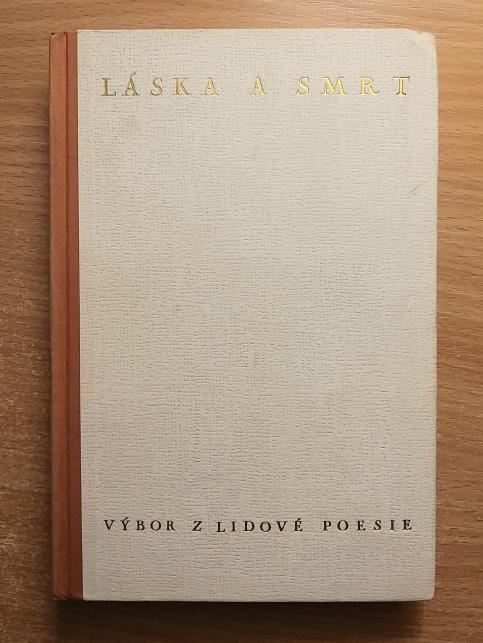 LÁSKA A SMRT
VÝBOR Z LIDOVÉ POESIE